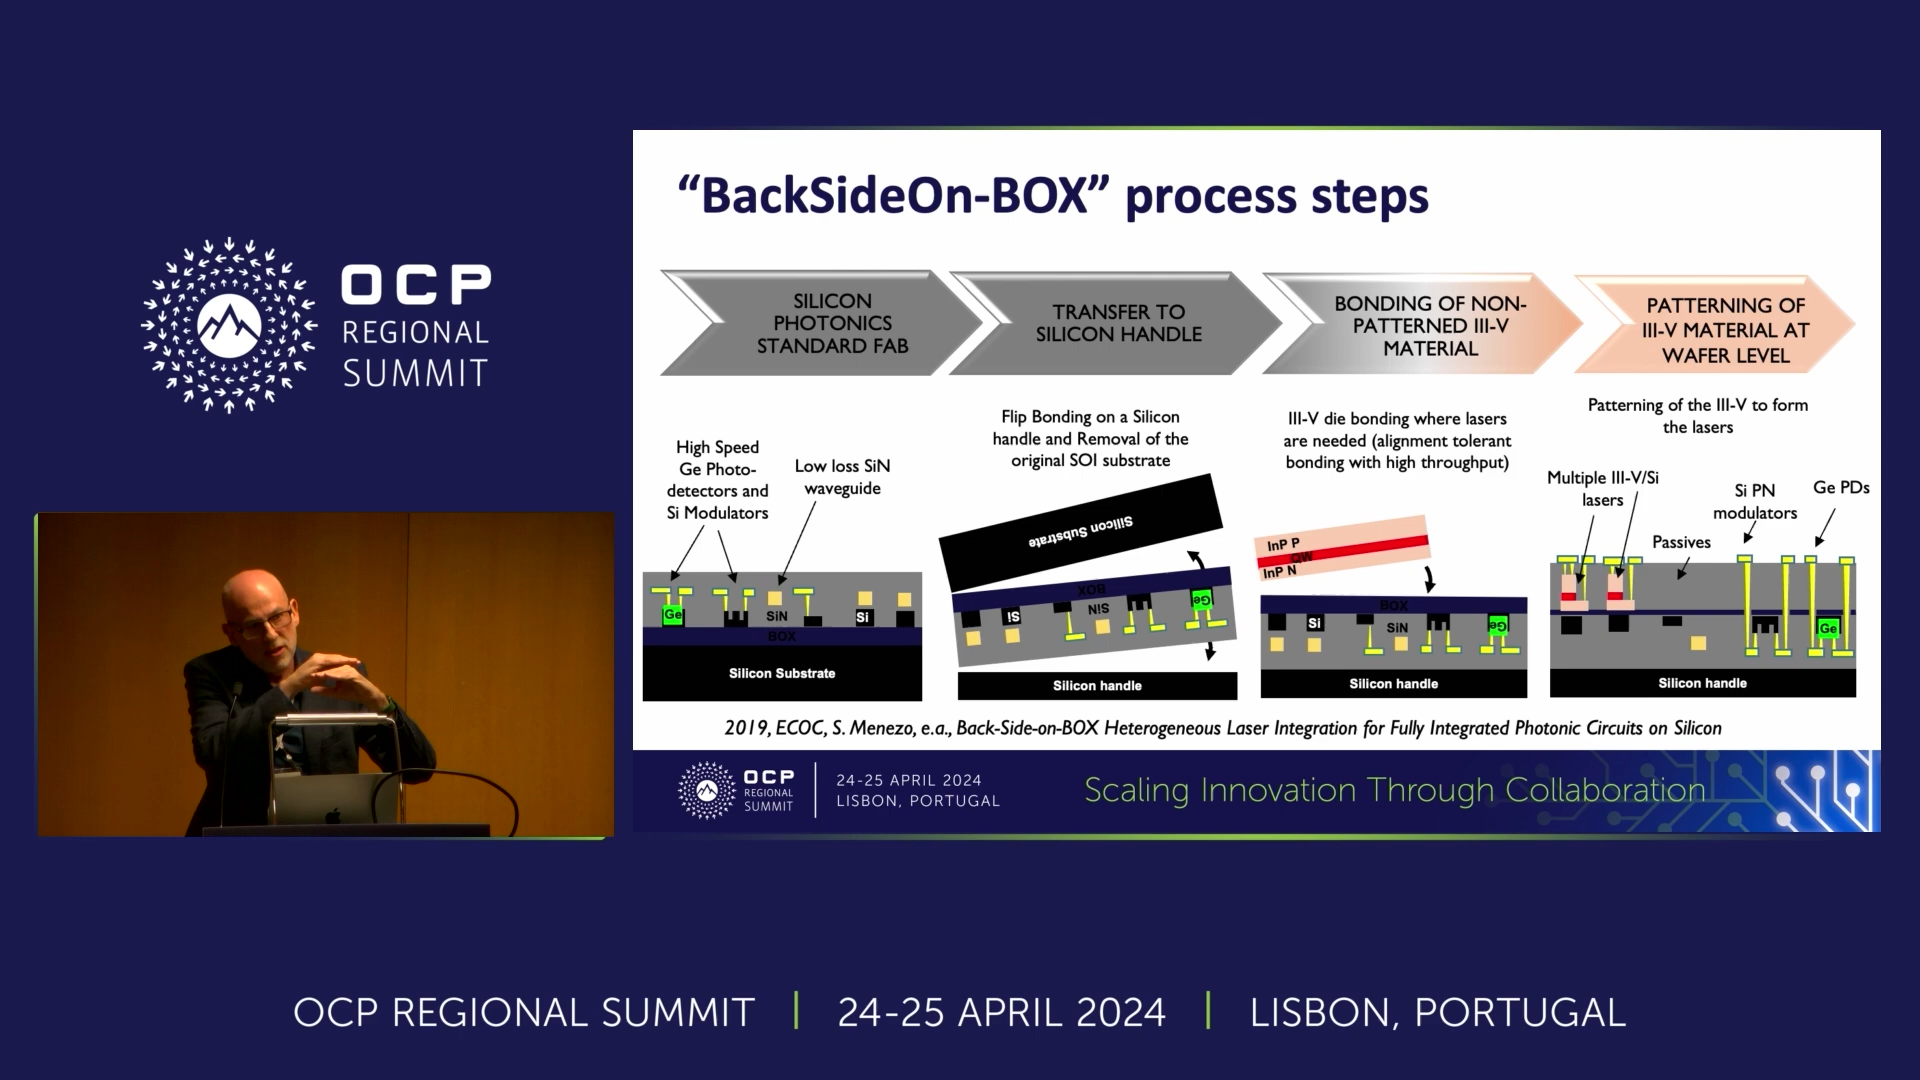 OCP
REGIONAL
SUMMIT
“BackSideOn-BOX” process steps
SILICON
PHOTONICS
STANDARD FAB
TRANSFER TO
SILICON HANDLE
BONDING OF NON-
PATTERNED III-V
MATERIAL
PATTERNING OF
III-V MATERIAL AT
WAFER LEVEL
High Speed
Ge Photo-
detectors and
Si Modulators
Low loss SiN
waveguide
Ge
SiN
Si
BOX
Silicon Substrate
Flip Bonding on a Silicon
handle and Removal of the
original SOI substrate
Silicon Substrate
BOX
Si
SiN
Ge
Silicon handle
III-V die bonding where lasers
are needed (alignment tolerant
bonding with high throughput)
InP P
MQ
InP N
BOX
Si
SiN
Ge
Silicon handle
Patterning of the III-V to form
the lasers
Multiple III-V/Si
lasers
Passives
Si PN
modulators
Ge PDs
Ge
Silicon handle
2019, ECOC, S. Menezo, e.a., Back-Side-on-BOX Heterogeneous Laser Integration for Fully Integrated Photonic Circuits on Silicon
OCP
REGIONAL
SUMMIT
24-25 APRIL 2024
LISBON, PORTUGAL
Scaling Innovation Through Collaboration
OCP REGIONAL SUMMIT | 24-25 APRIL 2024 | LISBON, PORTUGAL